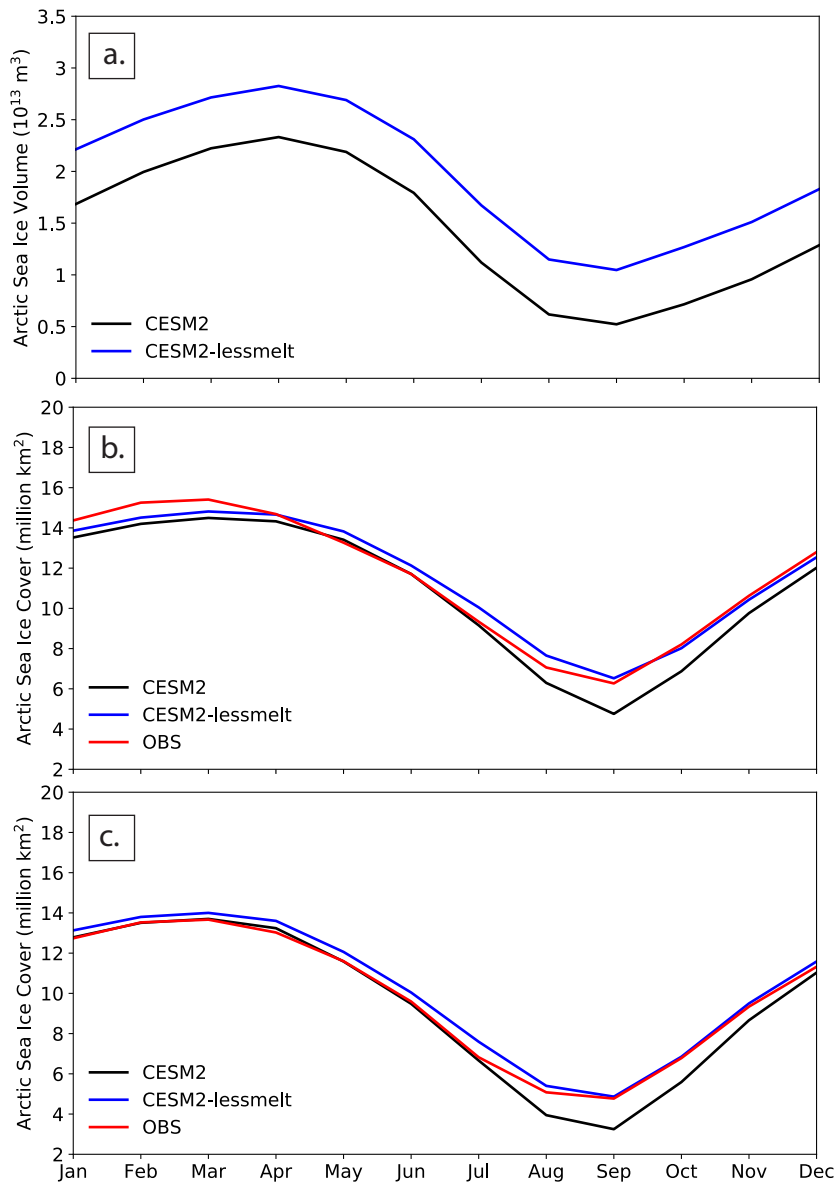 3.5
3
2.5
2
1.5
1
0.5
0
Arctic Sea Ice Volume (10¹³ m³)
a.
CESM2
CESM2-lessmelt
20
18
16
14
12
10
8
6
4
2
Arctic Sea Ice Cover (million km²)
b.
CESM2
CESM2-lessmelt
OBS
20
18
16
14
12
10
8
6
4
2
Arctic Sea Ice Cover (million km²)
c.
CESM2
CESM2-lessmelt
OBS
Jan Feb Mar Apr May Jun Jul Aug Sep Oct Nov Dec